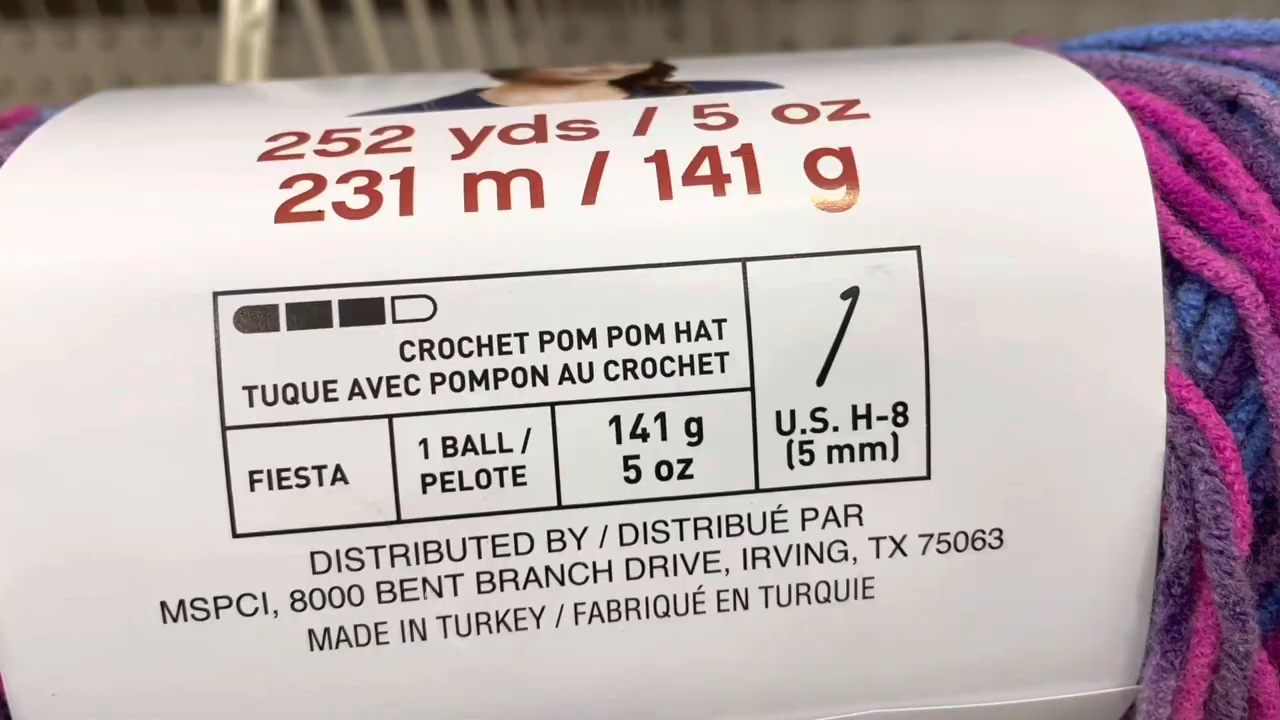 252 yds / 5 oz
231 m / 141 g
CROCHET POM POM HAT
TUQUE AVEC POMPON AU CROCHET
FIESTA
1 BALL /
PELOTE
141 g
5 oz
U.S. H-8
(5 mm)
DISTRIBUTED BY / DISTRIBUÉ PAR
MSPCI, 8000 BENT BRANCH DRIVE, IRVING, TX 75063
MADE IN TURKEY / FABRIQUÉ EN TURQUIE